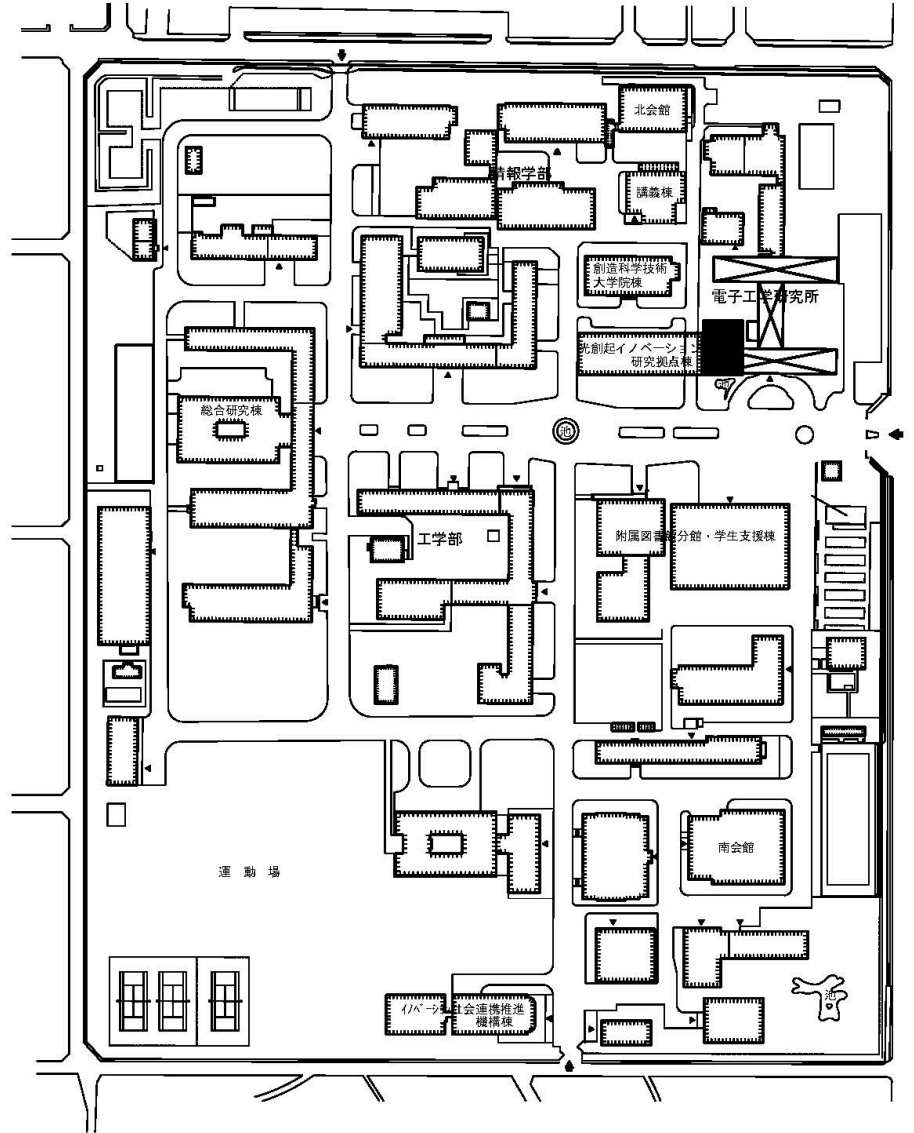 北会館
情報学部
講義棟
創造科学技術
大学院棟
電子工学研究所
光創起イノベーション
研究拠点棟
池
総合研究棟
池
工学部
附属図書館分館・学生支援棟
南会館
運動場
池
イノベーション社会連携推進
機構棟